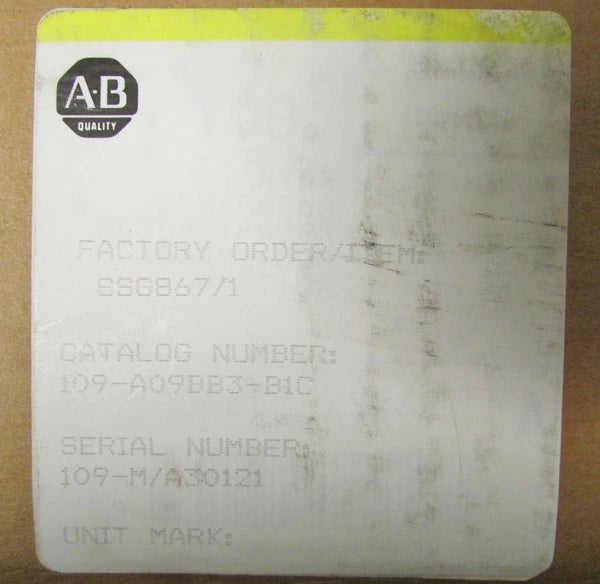 A·B
QUALITY
FACTORY ORDER/ITEM:
SSG867/1
CATALOG NUMBER:
109-A09BB3-B1C
SERIAL NUMBER:
109-M/A30121
UNIT MARK: